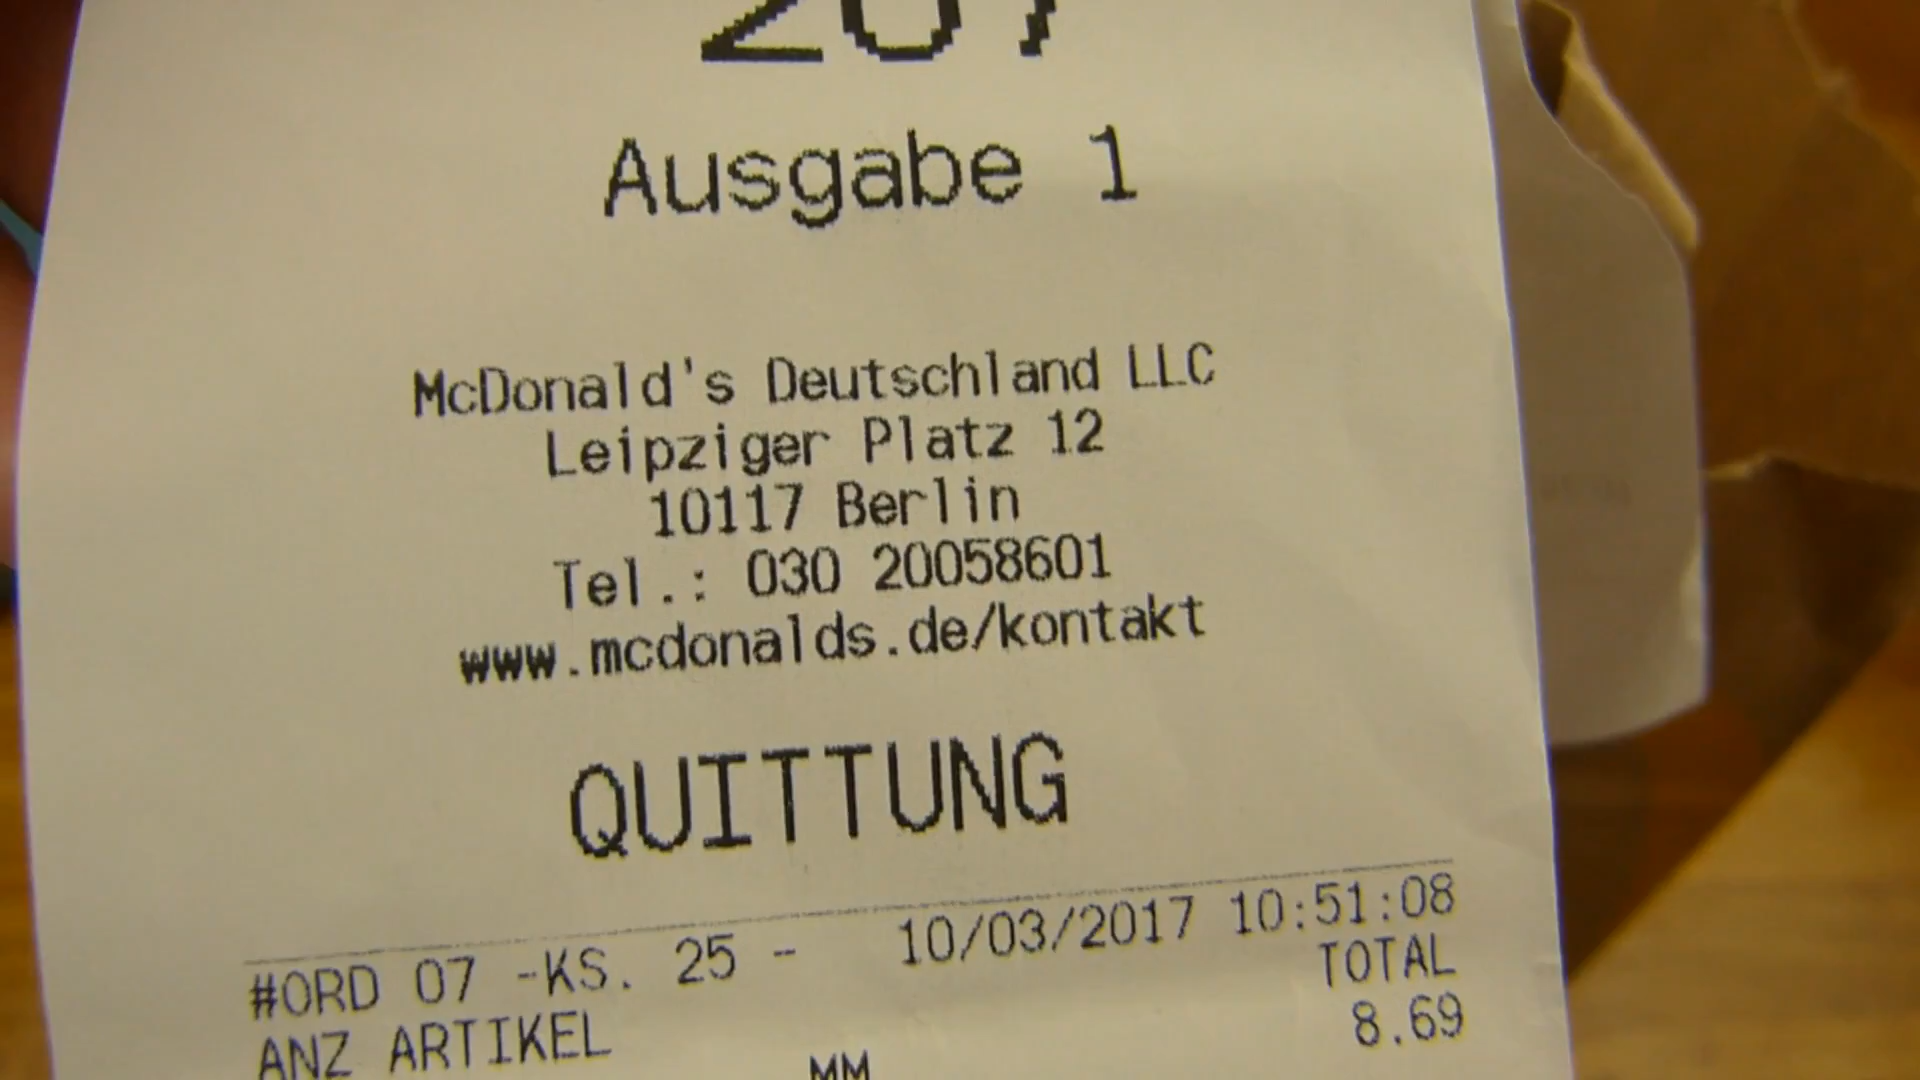 207
Ausgabe 1
McDonald's Deutschland LLC
Leipziger Platz 12
10117 Berlin
Tel.: 030 20058601
www.mcdonalds.de/kontakt
QUITTUNG
#ORD 07 -KS. 25 - 10/03/2017 10:51:08
ANZ ARTIKEL TOTAL
MM 8.69